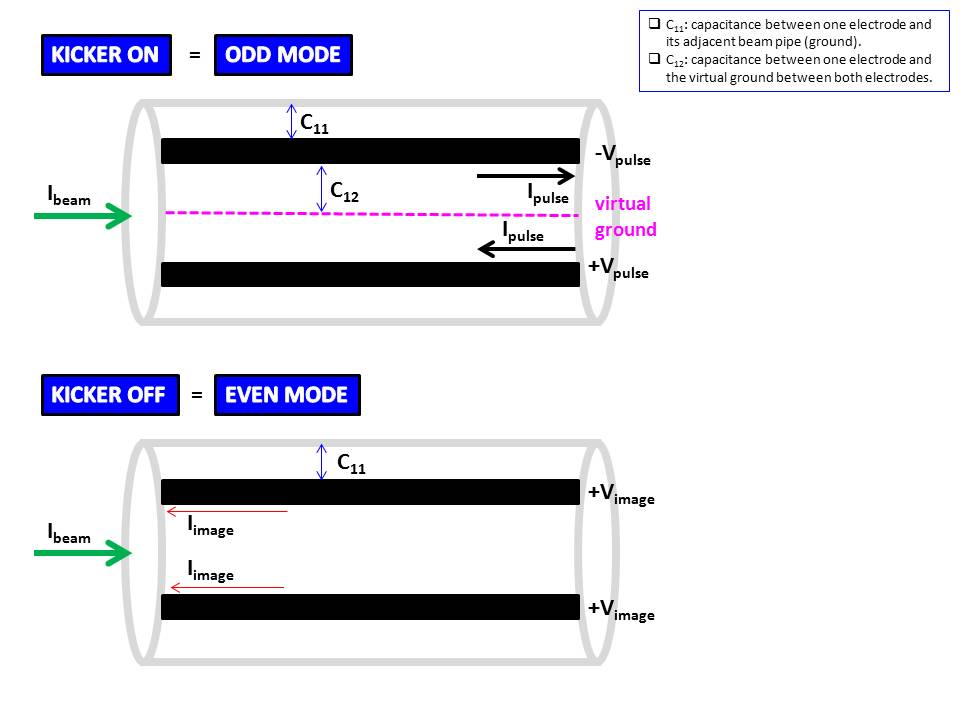 KICKER ON = ODD MODE
❑ C₁₁: capacitance between one electrode and
its adjacent beam pipe (ground).
❑ C₁₂: capacitance between one electrode and
the virtual ground between both electrodes.
C₁₁
-Vpulse
Ibeam
C₁₂
Ipulse
virtual
ground
Ipulse
+Vpulse
KICKER OFF = EVEN MODE
C₁₁
+Vimage
Ibeam
Iimage
Iimage
+Vimage